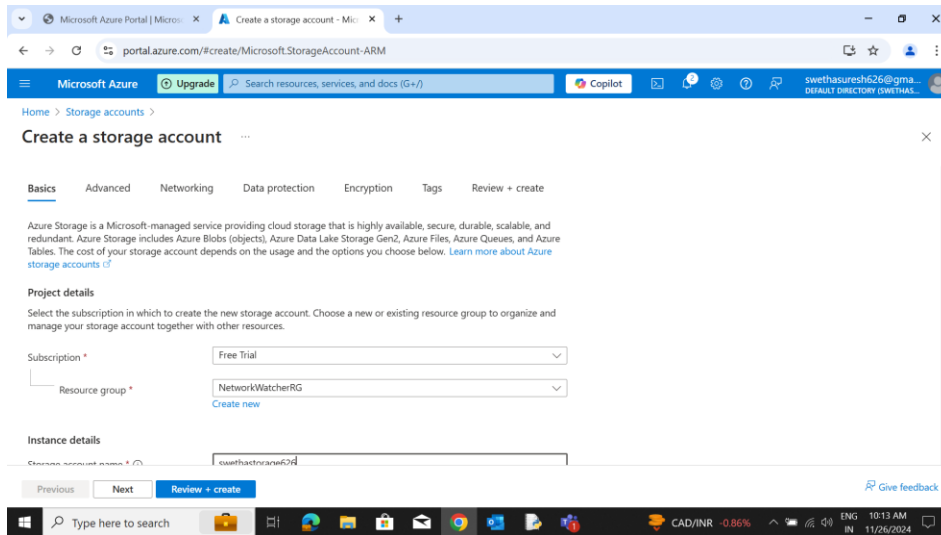 Microsoft Azure Portal | Micros
Create a storage account - Mic
portal.azure.com/#create/Microsoft.StorageAccount-ARM
Microsoft Azure
Upgrade
Search resources, services, and docs (G+/)
Copilot
swethasuresh626@gma...
DEFAULT DIRECTORY (SWETHAS...
Home > Storage accounts >
Create a storage account ...
Basics Advanced Networking Data protection Encryption Tags Review + create
Azure Storage is a Microsoft-managed service providing cloud storage that is highly available, secure, durable, scalable, and
redundant. Azure Storage includes Azure Blobs (objects), Azure Data Lake Storage Gen2, Azure Files, Azure Queues, and Azure
Tables. The cost of your storage account depends on the usage and the options you choose below. Learn more about Azure
storage accounts
Project details
Select the subscription in which to create the new storage account. Choose a new or existing resource group to organize and
manage your storage account together with other resources.
Subscription *
Free Trial
Resource group *
NetworkWatcherRG
Create new
Instance details
Storage account name *
swethastorage626
Previous
Next
Review + create
Give feedback
Type here to search
CAD/INR -0.86%
ENG
IN
10:13 AM
11/26/2024